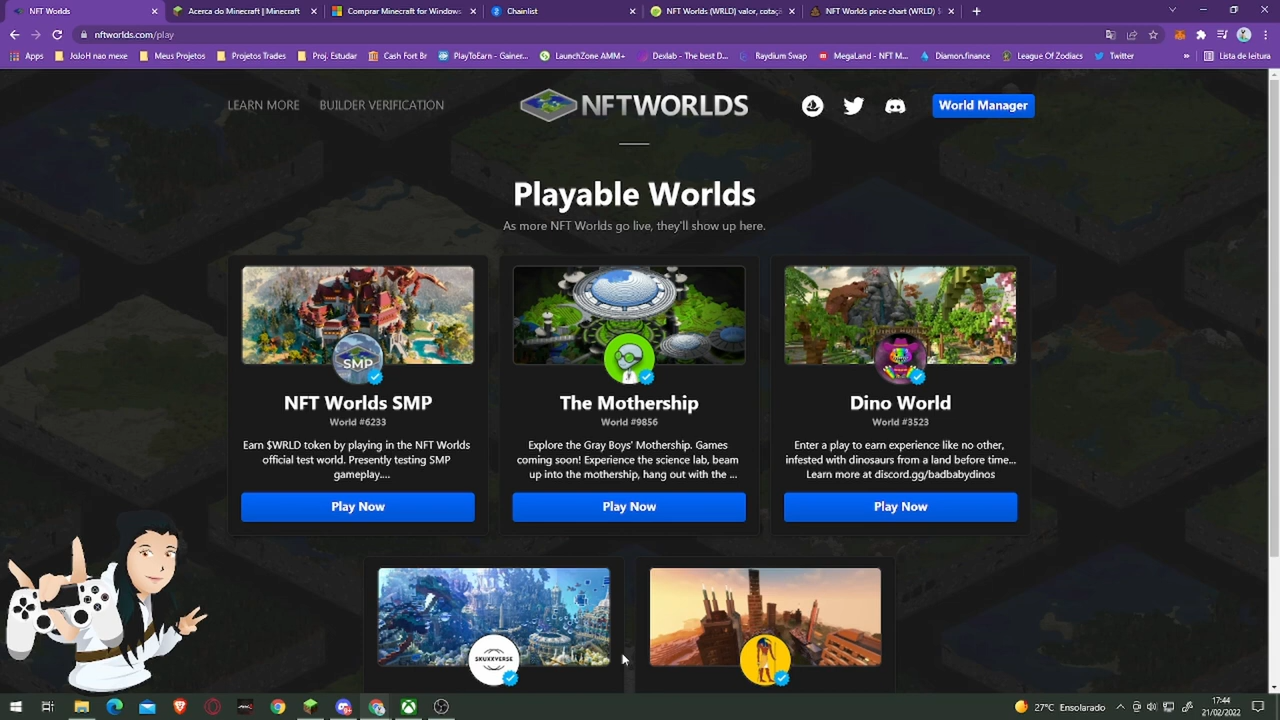 NFT Worlds
Acerca do Minecraft | Minecraft
Comprar Minecraft for Windows
Chainlist
NFT Worlds (WRLD) valor, cotaç
NFT Worlds price chart (WRLD)
nftworlds.com/play
Apps
JoJoH nao mexe
Meus Projetos
Projetos Trades
Proj. Estudar
Cash Fort Br
PlayToEarn - Gainer...
LaunchZone AMM+
Dexlab - The best D...
Raydium Swap
MegaLand - NFT M...
Diamon.finance
League Of Zodiacs
Twitter
»
Lista de leitura
LEARN MORE
BUILDER VERIFICATION
NFTWORLDS
World Manager
Playable Worlds
As more NFT Worlds go live, they'll show up here.
SMP
NFT Worlds SMP
World #6233
Earn $WRLD token by playing in the NFT Worlds
official test world. Presently testing SMP
gameplay....
Play Now
The Mothership
World #9856
Explore the Gray Boys' Mothership. Games
coming soon! Experience the science lab, beam
up into the mothership, hang out with the ...
Play Now
Dino World
World #3523
Enter a play to earn experience like no other,
infested with dinosaurs from a land before time...
Learn more at discord.gg/badbabydinos
Play Now
SKUXXVERSE
27°C Ensolarado
17:44
21/02/2022